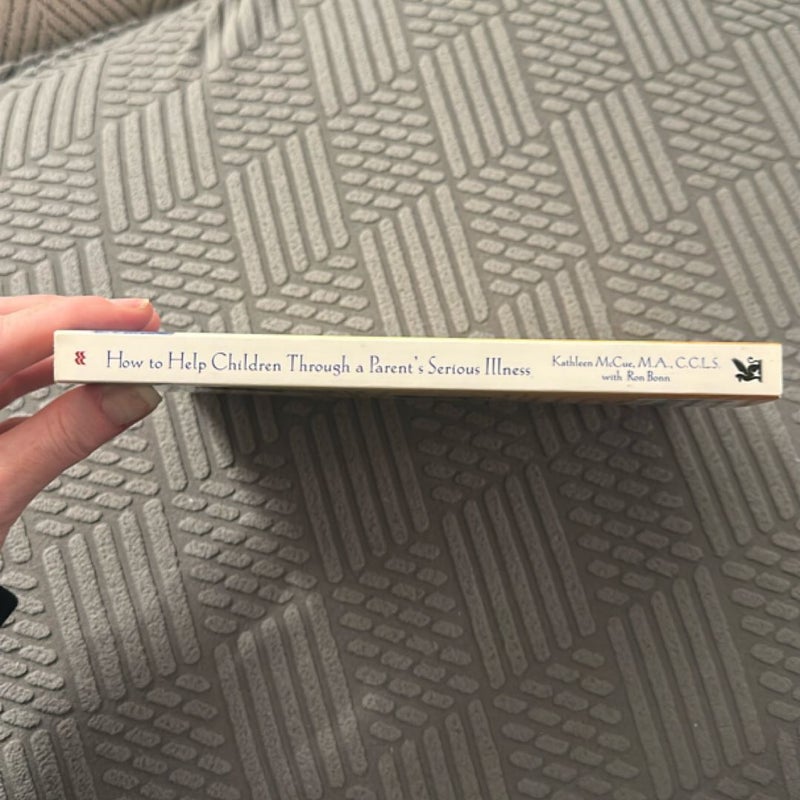 How to Help Children Through a Parent's Serious Illness
Kathleen McCue, M.A., C.C.L.S.
with Ron Bonn